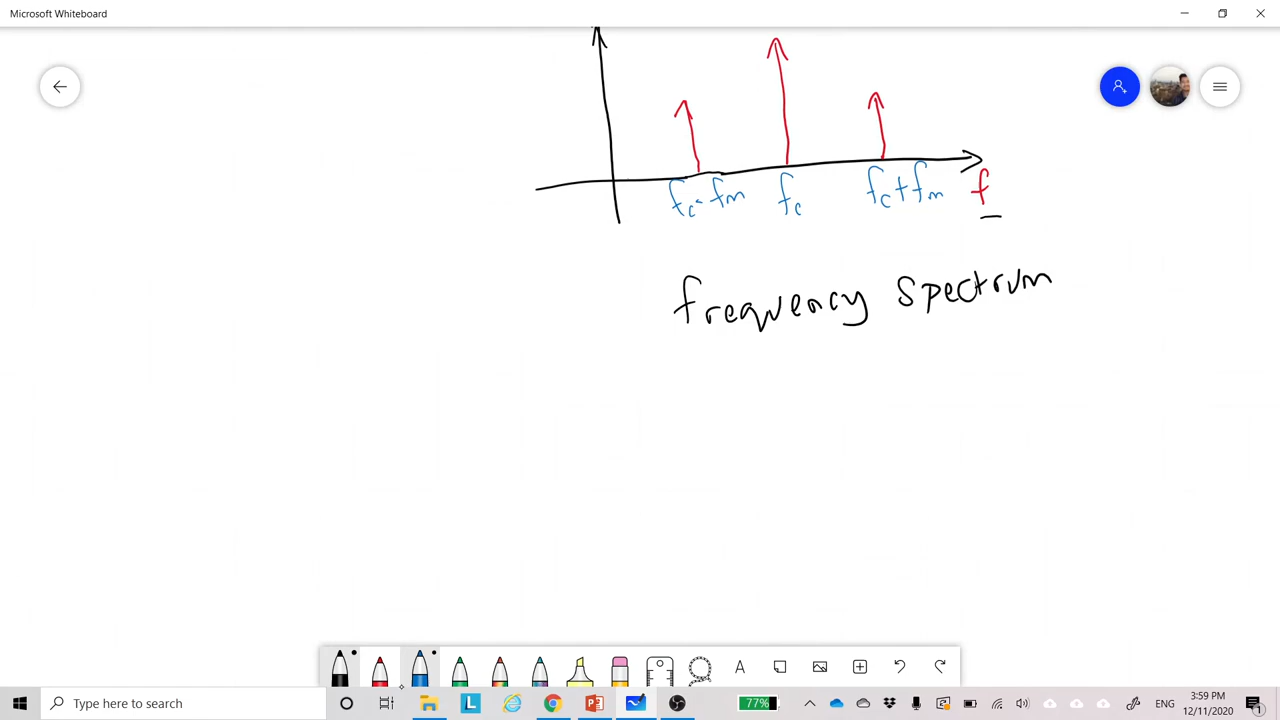 Microsoft Whiteboard
fc - fm fc fc + fm f
frequency spectrum
A
Type here to search
L
77%
ENG
3:59 PM
12/11/2020
1